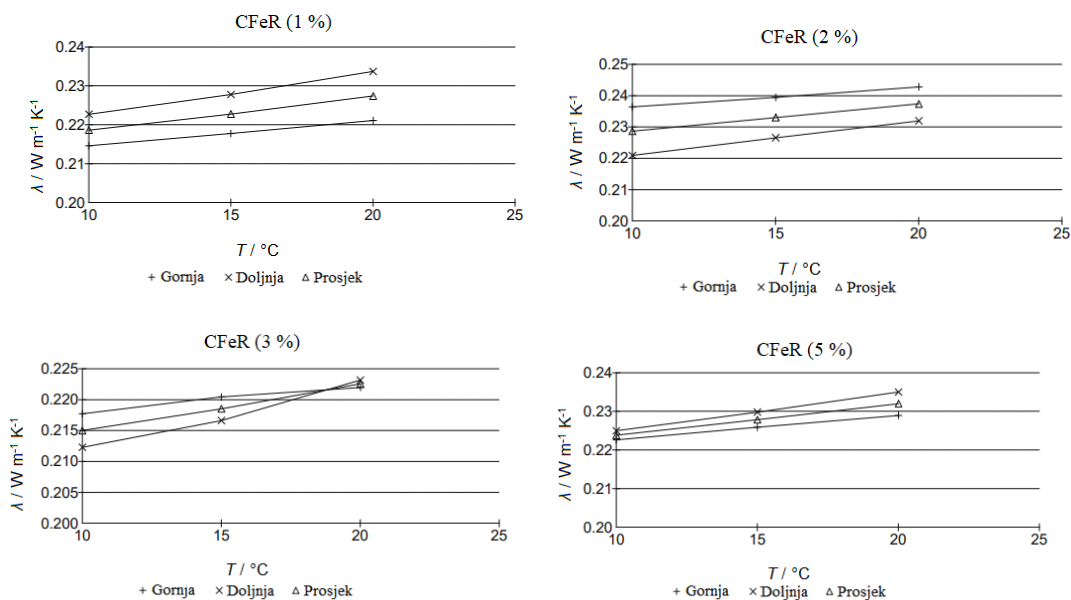 CFeR (1 %)
0.24
0.23
0.22
0.21
0.20
10 15 20 25
λ / W m⁻¹ K⁻¹
T / °C
+ Gornja × Doljnja △ Prosjek
CFeR (2 %)
0.25
0.24
0.23
0.22
0.21
0.20
10 15 20 25
λ / W m⁻¹ K⁻¹
T / °C
+ Gornja × Doljnja △ Prosjek
CFeR (3 %)
0.225
0.220
0.215
0.210
0.205
0.200
10 15 20 25
λ / W m⁻¹ K⁻¹
T / °C
+ Gornja × Doljnja △ Prosjek
CFeR (5 %)
0.24
0.23
0.22
0.21
0.20
10 15 20 25
λ / W m⁻¹ K⁻¹
T / °C
+ Gornja × Doljnja △ Prosjek